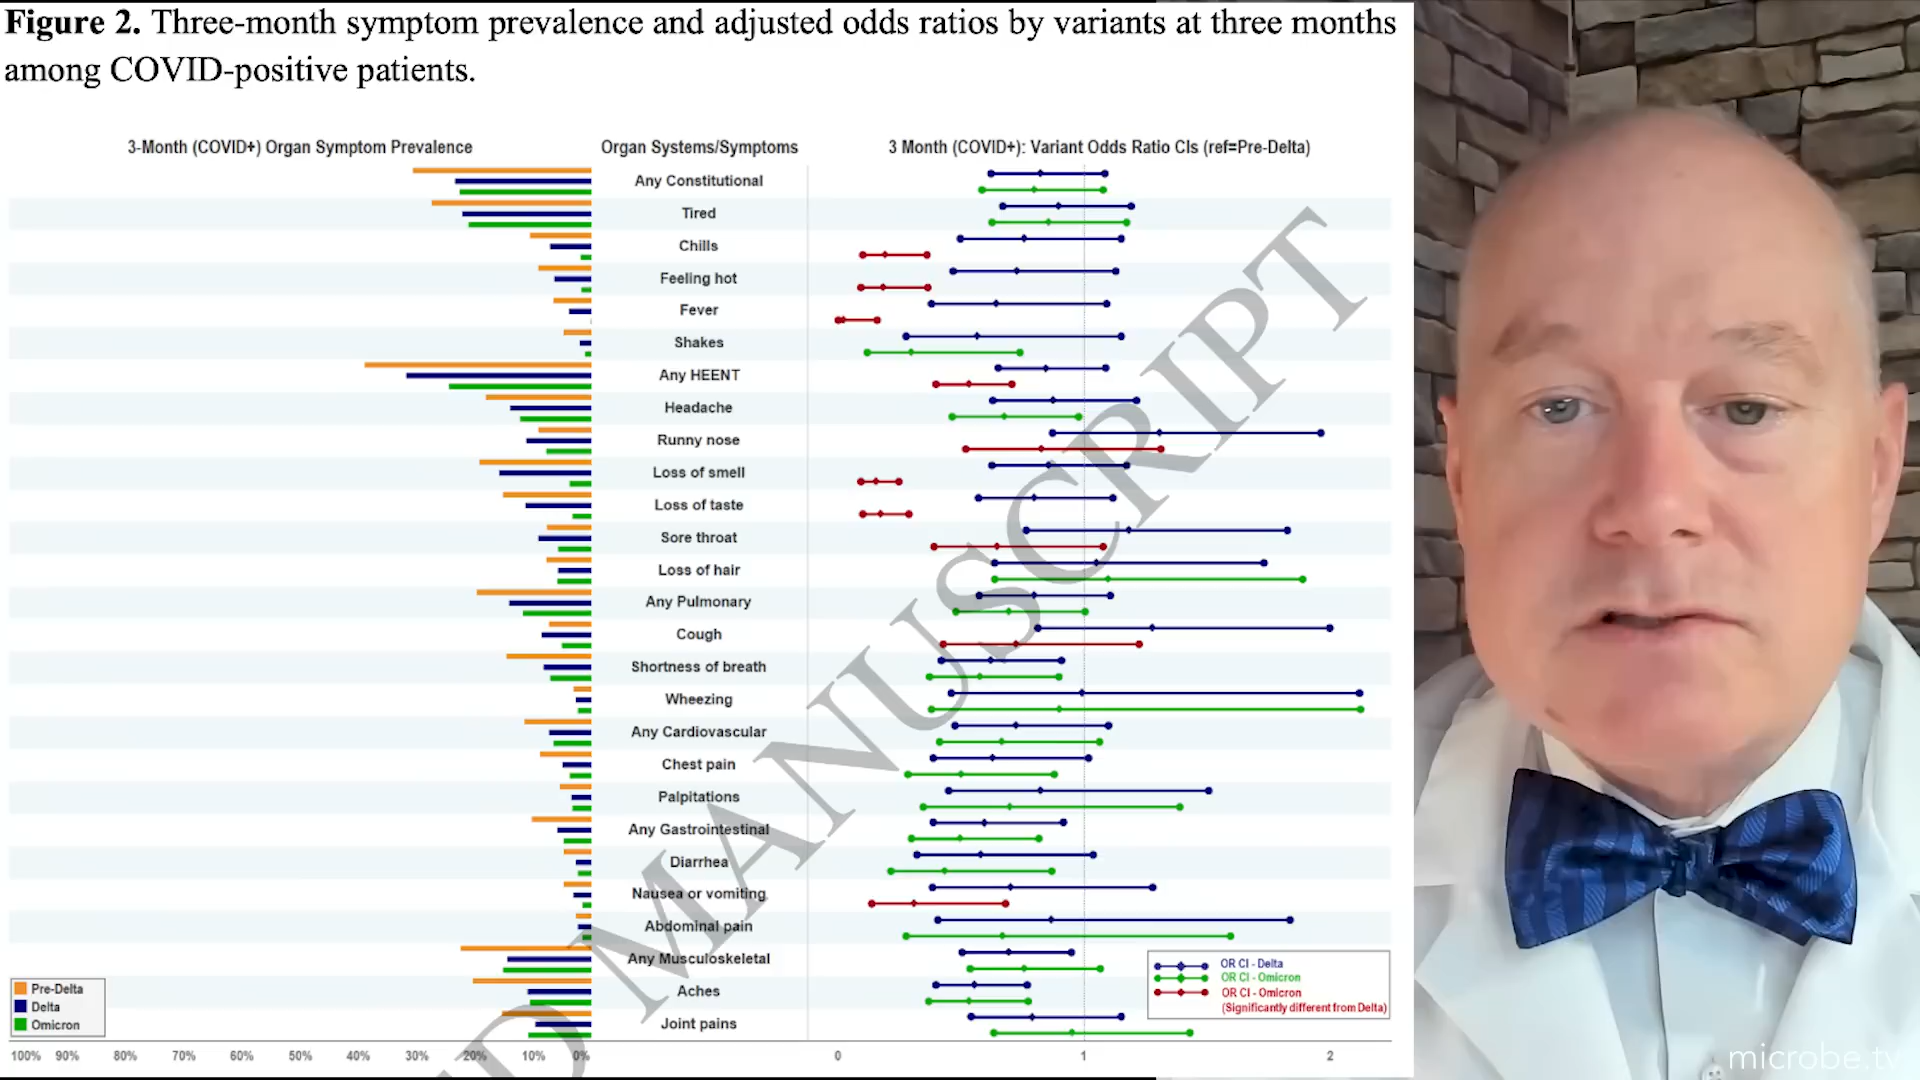 Figure 2. Three-month symptom prevalence and adjusted odds ratios by variants at three months
among COVID-positive patients.
3-Month (COVID+) Organ Symptom Prevalence
Organ Systems/Symptoms
3 Month (COVID+): Variant Odds Ratio CIs (ref=Pre-Delta)
Any Constitutional
Tired
Chills
Feeling hot
Fever
Shakes
Any HEENT
Headache
Runny nose
Loss of smell
Loss of taste
Sore throat
Loss of hair
Any Pulmonary
Cough
Shortness of breath
Wheezing
Any Cardiovascular
Chest pain
Palpitations
Any Gastrointestinal
Diarrhea
Nausea or vomiting
Abdominal pain
Any Musculoskeletal
Aches
Joint pains
Pre-Delta
Delta
Omicron
OR CI - Delta
OR CI - Omicron
OR CI - Omicron
(Significantly different from Delta)
100% 90% 80% 70% 60% 50% 40% 30% 20% 10% 0%
0 1 2
D MANUSCRIPT
microbe.tv